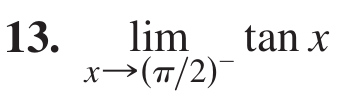 13. lim tan x
x→(π/2)⁻